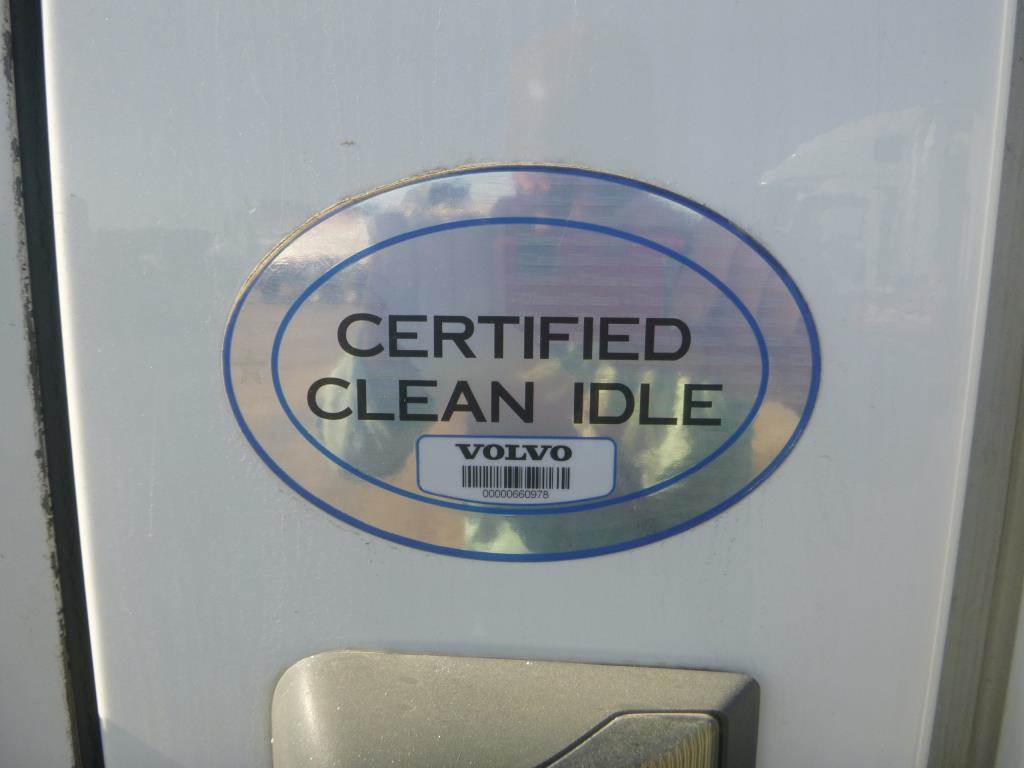 CERTIFIED
CLEAN IDLE
VOLVO
00000660978